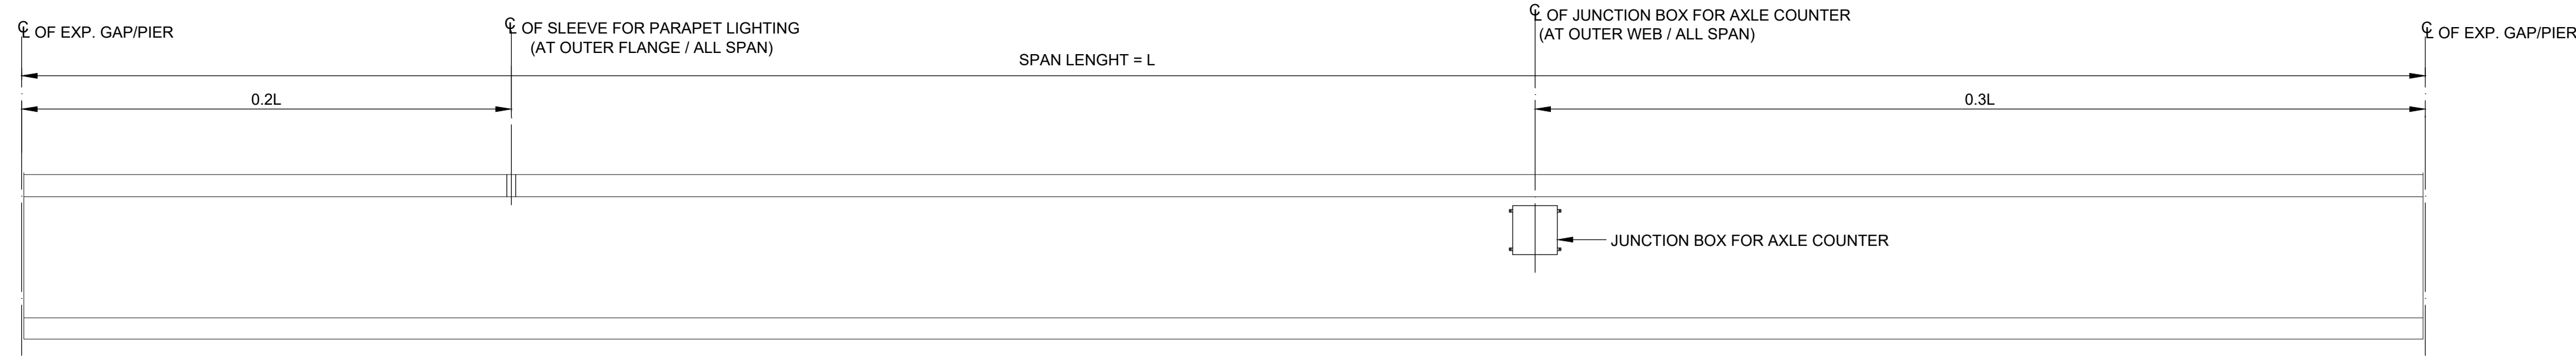 ℄ OF EXP. GAP/PIER
℄ OF SLEEVE FOR PARAPET LIGHTING
(AT OUTER FLANGE / ALL SPAN)
℄ OF JUNCTION BOX FOR AXLE COUNTER
(AT OUTER WEB / ALL SPAN)
℄ OF EXP. GAP/PIER
SPAN LENGHT = L
0.2L
0.3L
JUNCTION BOX FOR AXLE COUNTER